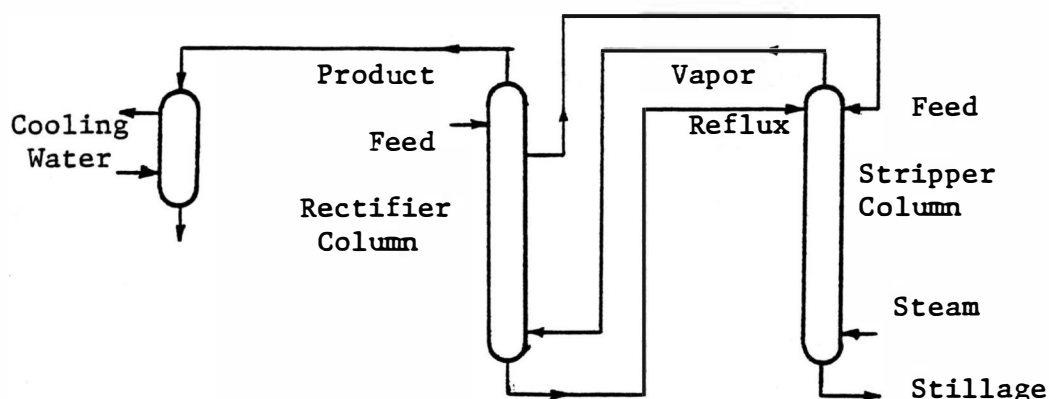 Product
Vapor
Cooling
Water
Feed
Reflux
Feed
Rectifier
Column
Stripper
Column
Steam
Stillage